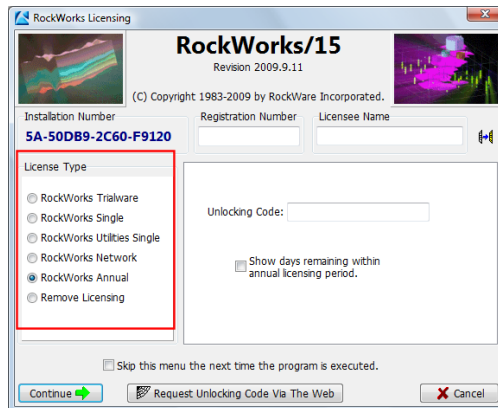 RockWorks Licensing
RockWorks/15
Revision 2009.9.11
(C) Copyright 1983-2009 by RockWare Incorporated.
Installation Number
Registration Number
Licensee Name
5A-50DB9-2C60-F9120
License Type
RockWorks Trialware
RockWorks Single
RockWorks Utilities Single
RockWorks Network
RockWorks Annual
Remove Licensing
Unlocking Code:
Show days remaining within
annual licensing period.
Skip this menu the next time the program is executed.
Continue
Request Unlocking Code Via The Web
Cancel